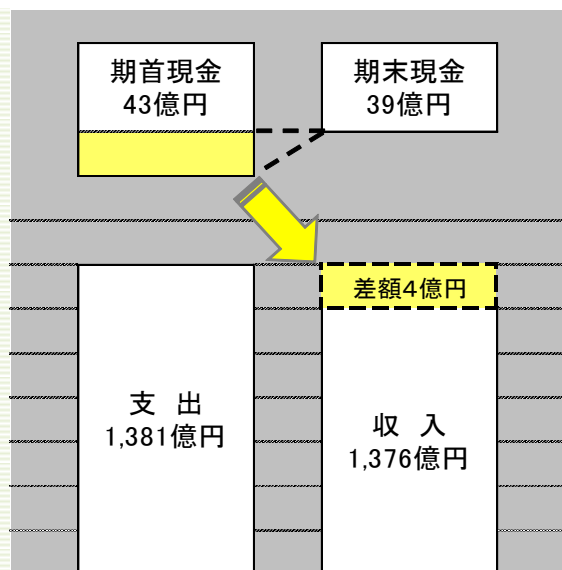 期首現金
43億円
期末現金
39億円
差額4億円
支 出
1,381億円
収 入
1,376億円